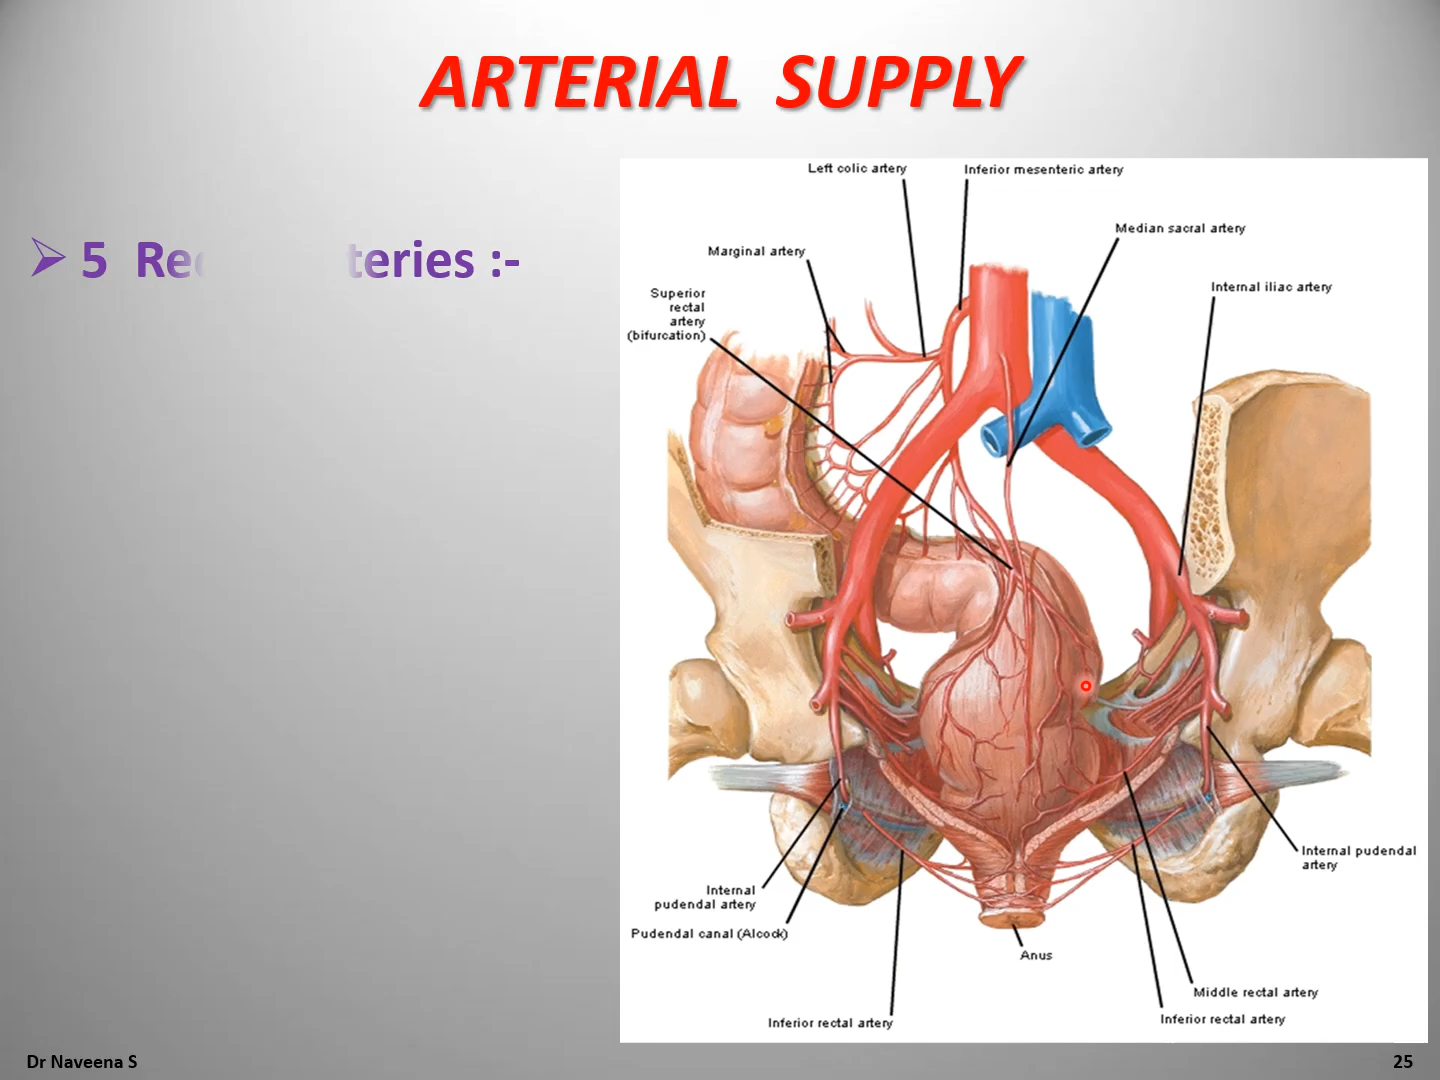 ARTERIAL SUPPLY
5 teries :-
Left colic artery
Inferior mesenteric artery
Median sacral artery
Marginal artery
Internal iliac artery
Superior
rectal
artery
(bifurcation)
Internal pudendal
artery
Internal
pudendal artery
Pudendal canal (Alcock)
Anus
Middle rectal artery
Inferior rectal artery
Inferior rectal artery
Dr Naveena S
25